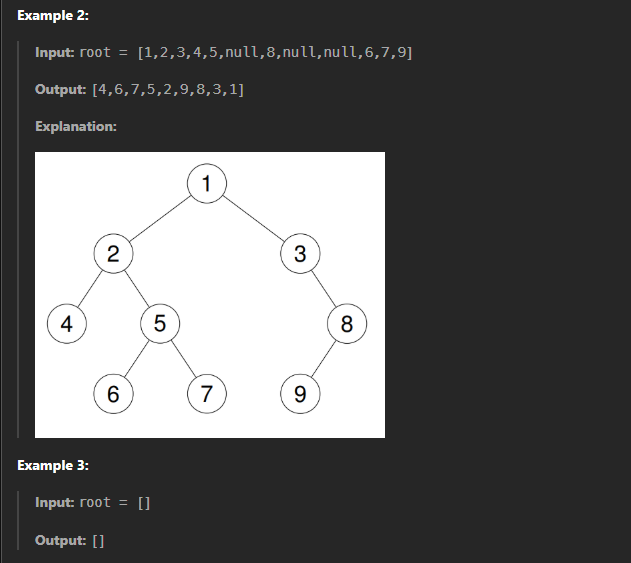 Example 2:
Input: root = [1,2,3,4,5,null,8,null,null,6,7,9]
Output: [4,6,7,5,2,9,8,3,1]
Explanation:
1
2 3
4 5 8
6 7 9
Example 3:
Input: root = []
Output: []